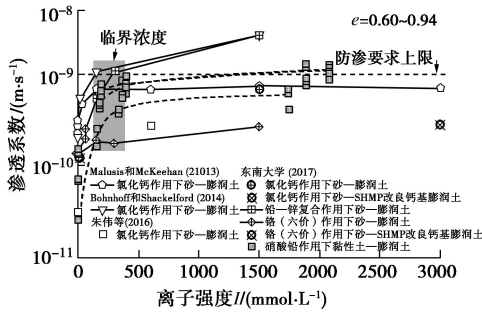 e=0.60~0.94
10⁻⁸
临界浓度
防渗要求上限
10⁻⁹
渗透系数/(m·s⁻¹)
10⁻¹⁰
Malusis和McKeehan (21013)
氯化钙作用下砂—膨润土
Bohnhoff和Shackelford (2014)
氯化钙作用下砂—膨润土
朱伟等(2016)
氯化钙作用下砂—膨润土
东南大学 (2017)
氯化钙作用下砂—膨润土
氯化钙作用下砂—SHMP改良钙基膨润土
铅—锌复合作用下砂—膨润土
铬（六价）作用下砂—膨润土
铬（六价）作用下砂—SHMP改良钙基膨润土
硝酸铅作用下黏性土—膨润土
10⁻¹¹
0 500 1000 1500 2000 2500 3000
离子强度I/(mmol·L⁻¹)